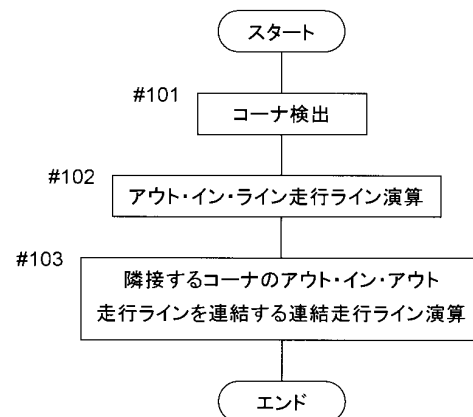 スタート
#101
コーナ検出
#102
アウト・イン・ライン走行ライン演算
#103
隣接するコーナのアウト・イン・アウト
走行ラインを連結する連結走行ライン演算
エンド